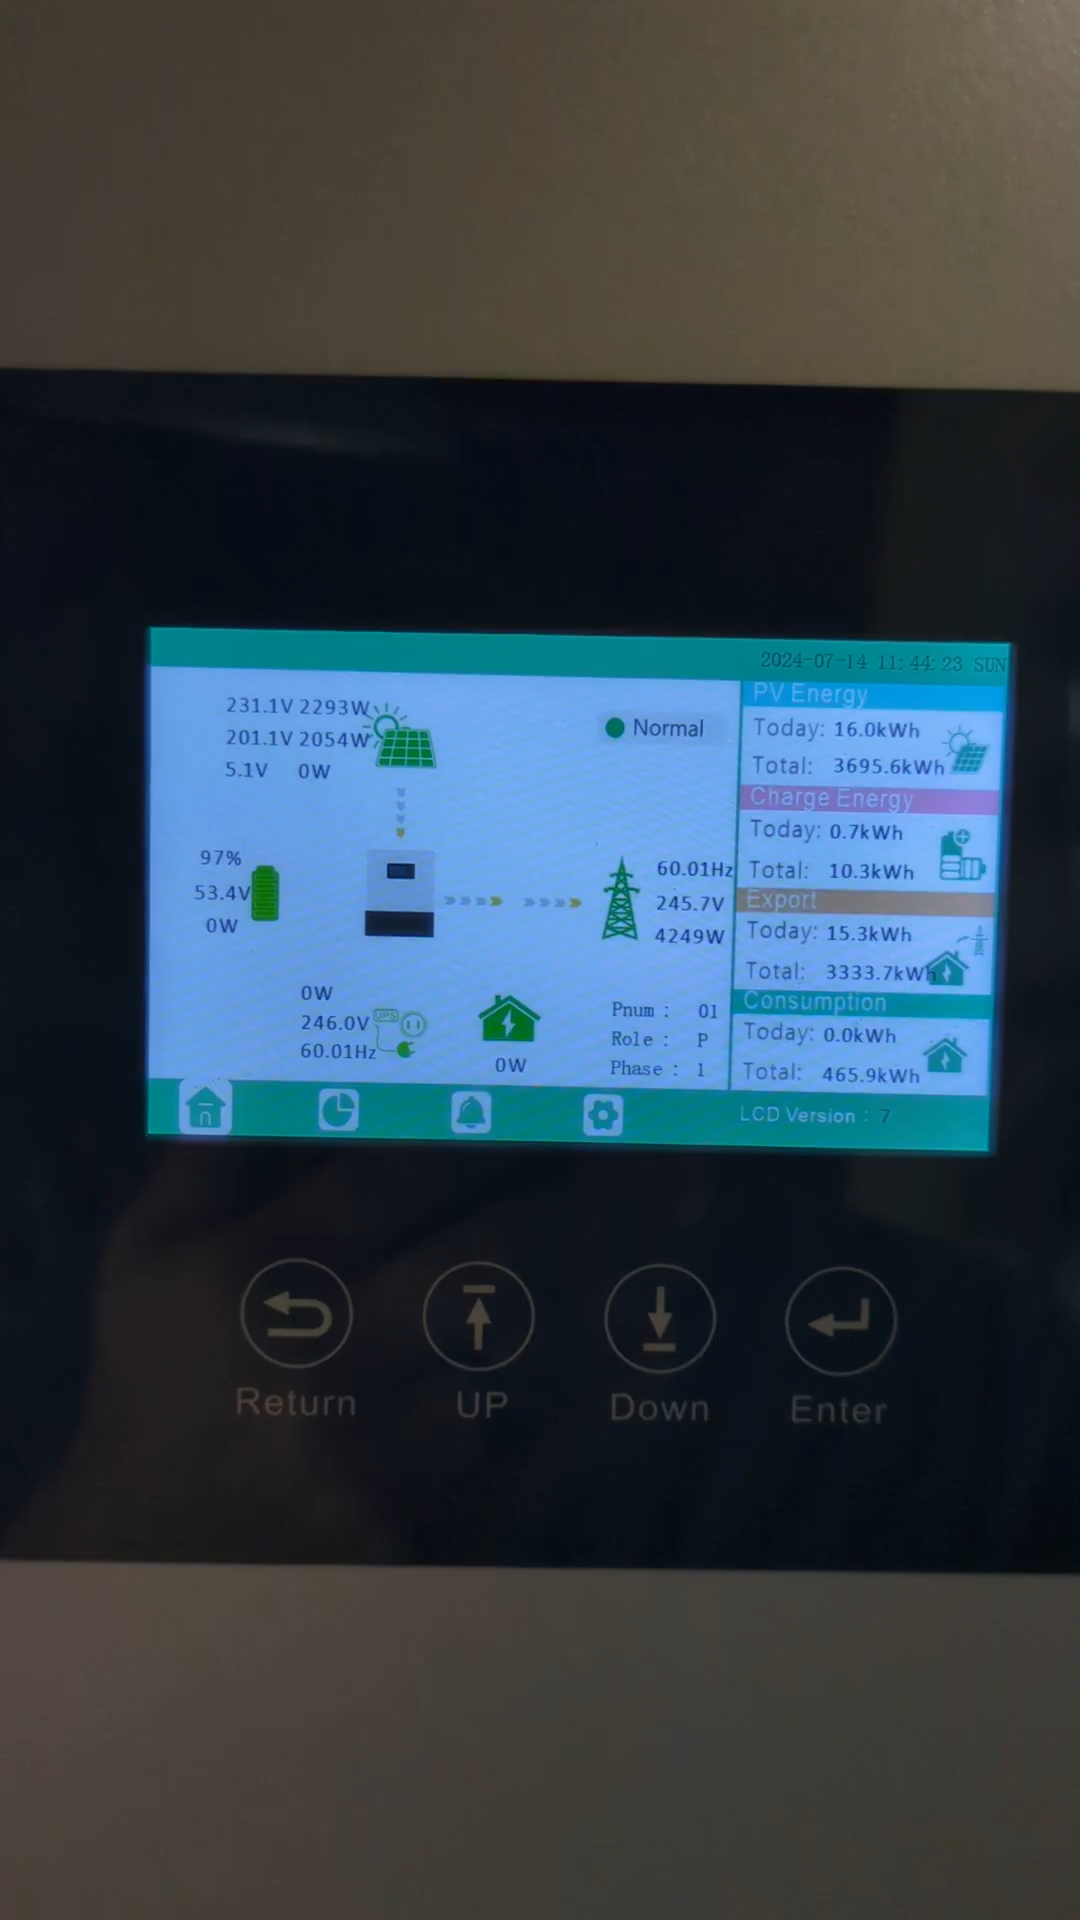 2024-07-14 11:44:23 SUN
231.1V 2293W
201.1V 2054W
5.1V 0W
Normal
97%
53.4V
0W
60.01Hz
245.7V
4249W
0W
246.0V
60.01Hz
UPS
0W
Pnum : 01
Role : P
Phase : 1
PV Energy
Today: 16.0kWh
Total: 3695.6kWh
Charge Energy
Today: 0.7kWh
Total: 10.3kWh
Export
Today: 15.3kWh
Total: 3333.7kWh
Consumption
Today: 0.0kWh
Total: 465.9kWh
LCD Version : 7
Return
UP
Down
Enter